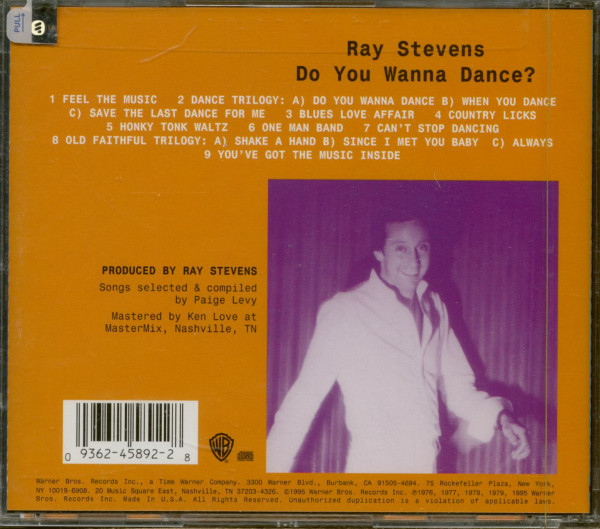 PULL
Ray Stevens
Do You Wanna Dance?
1 FEEL THE MUSIC 2 DANCE TRILOGY: A) DO YOU WANNA DANCE B) WHEN YOU DANCE
C) SAVE THE LAST DANCE FOR ME 3 BLUES LOVE AFFAIR 4 COUNTRY LICKS
5 HONKY TONK WALTZ 6 ONE MAN BAND 7 CAN'T STOP DANCING
8 OLD FAITHFUL TRILOGY: A) SHAKE A HAND B) SINCE I MET YOU BABY C) ALWAYS
9 YOU'VE GOT THE MUSIC INSIDE
PRODUCED BY RAY STEVENS
Songs selected & compiled
by Paige Levy
Mastered by Ken Love at
MasterMix, Nashville, TN
0 09362-45892-2 8
WB
Warner Bros. Records Inc., a Time Warner Company. 3300 Warner Blvd., Burbank, CA 91505-4694. 75 Rockefeller Plaza, New York,
NY 10019-6908. 20 Music Square East, Nashville, TN 37203-4326. ©1995 Warner Bros. Records Inc. ℗1976, 1977, 1978, 1979, 1995 Warner
Bros. Records Inc. Made In U.S.A. All Rights Reserved. Unauthorized duplication is a violation of applicable laws.